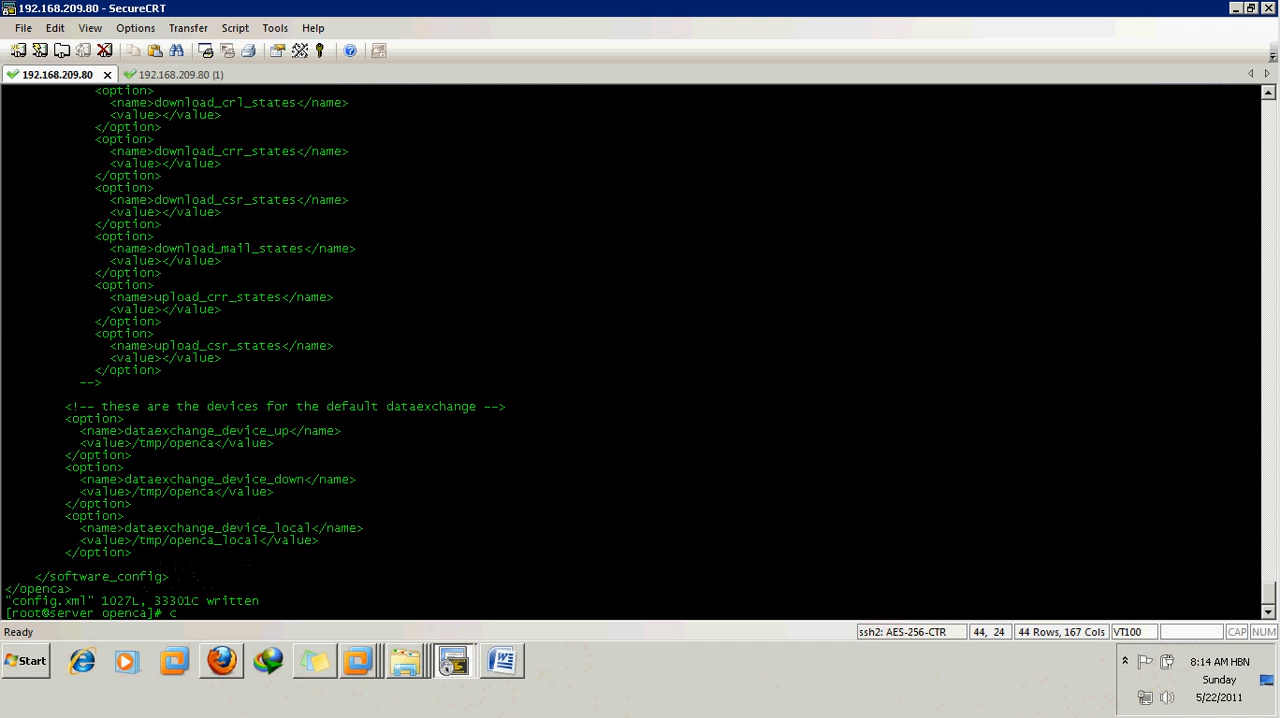 192.168.209.80 - SecureCRT
File Edit View Options Transfer Script Tools Help
192.168.209.80 192.168.209.80 (1)
<option>
<name>download_crl_states</name>
<value></value>
</option>
<option>
<name>download_crr_states</name>
<value></value>
</option>
<option>
<name>download_csr_states</name>
<value></value>
</option>
<option>
<name>download_mail_states</name>
<value></value>
</option>
<option>
<name>upload_crr_states</name>
<value></value>
</option>
<option>
<name>upload_csr_states</name>
<value></value>
</option>
-->
<!-- these are the devices for the default dataexchange -->
<option>
<name>dataexchange_device_up</name>
<value>/tmp/openca</value>
</option>
<option>
<name>dataexchange_device_down</name>
<value>/tmp/openca</value>
</option>
<option>
<name>dataexchange_device_local</name>
<value>/tmp/openca_local</value>
</option>
</software_config>
</openca>
"config.xml" 1027L, 33301C written
[root@server openca]# c
Ready ssh2: AES-256-CTR 44, 24 44 Rows, 167 Cols VT100 CAP NUM
Start 8:14 AM HBN
Sunday
5/22/2011